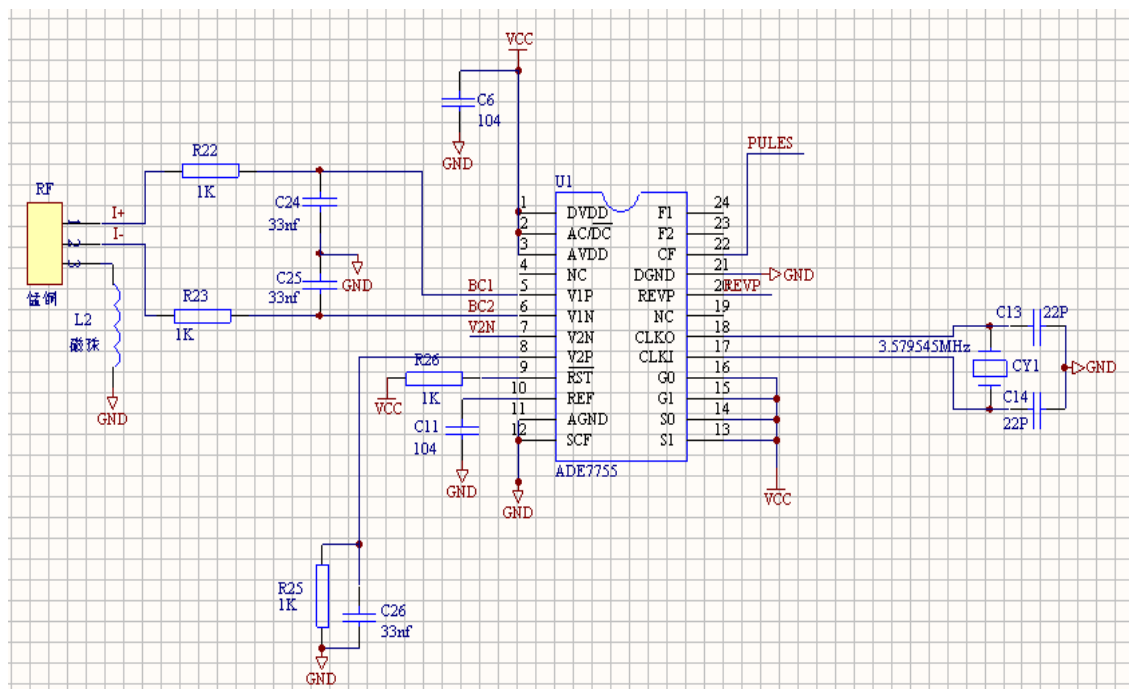 VCC
C6
104
GND
PULES
R22
1K
RF
I+
1
I-
2
3
锰铜
C24
33nf
C25
33nf
GND
R23
1K
L2
磁珠
GND
U1
1 DVDD F1 24
2 AC/DC F2 23
3 AVDD CF 22
4 NC DGND 21 GND
BC1 5 V1P REVP 20 REVP
BC2 6 V1N NC 19
V2N 7 V2N CLKO 18
8 V2P CLKI 17
9 RST G0 16
10 REF G1 15
11 AGND S0 14
12 SCF S1 13
ADE7755
R26
1K
VCC
C11
104
GND
GND
VCC
C13 22P
3.579545MHz
CY1
GND
C14
22P
R25
1K
C26
33nf
GND